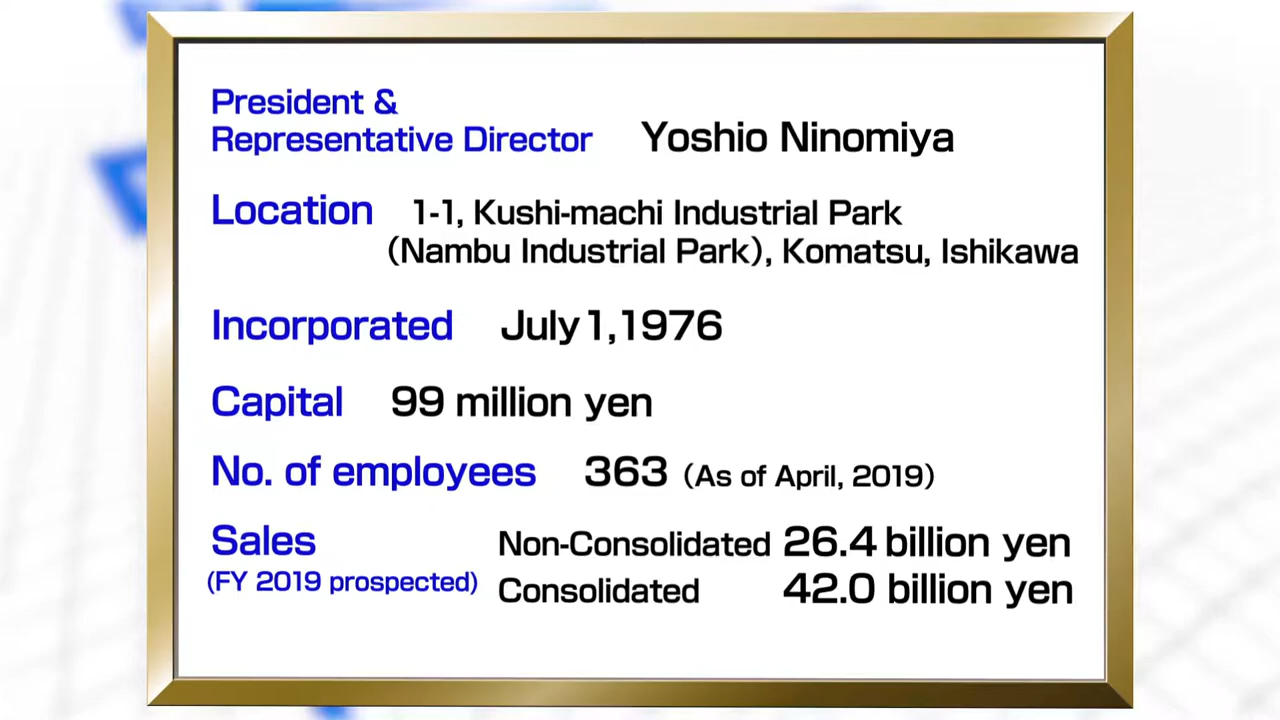 President &
Representative Director Yoshio Ninomiya
Location 1-1, Kushi-machi Industrial Park
(Nambu Industrial Park), Komatsu, Ishikawa
Incorporated July 1,1976
Capital 99 million yen
No. of employees 363 (As of April, 2019)
Sales Non-Consolidated 26.4 billion yen
(FY 2019 prospected) Consolidated 42.0 billion yen